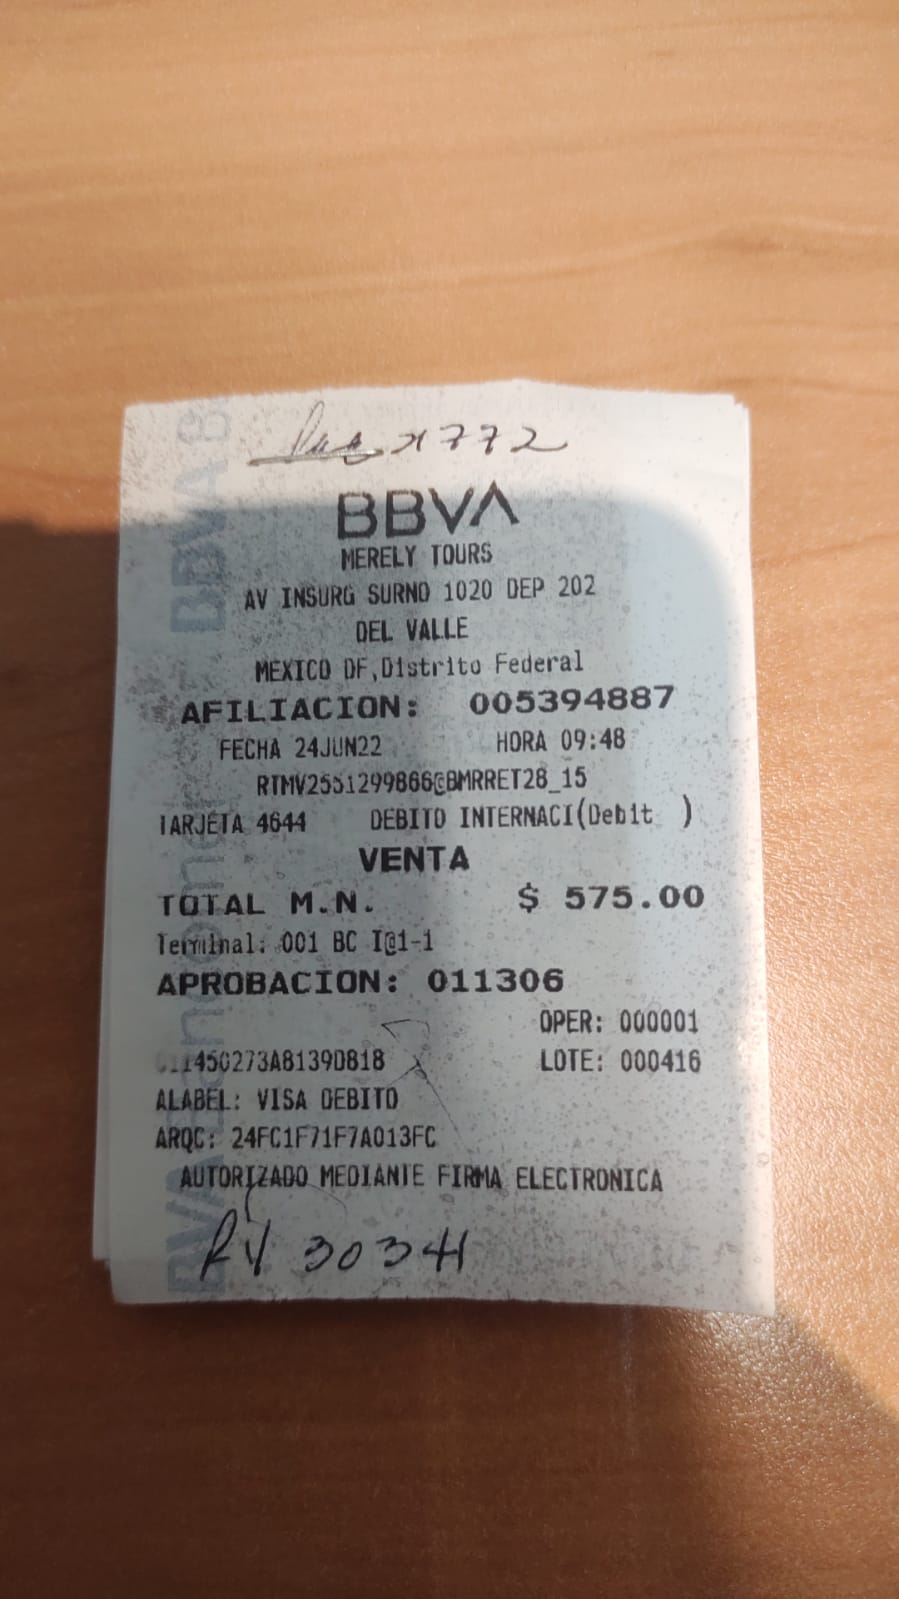 x772
BBVA
MERELY TOURS
AV INSURG SURNO 1020 DEP 202
DEL VALLE
MEXICO DF,Distrito Federal
AFILIACION: 005394887
FECHA 24JUN22 HORA 09:48
RTMV2551299866@BMRRET28_15
TARJETA 4644 DEBITO INTERNACI(Debit )
VENTA
TOTAL M.N. $ 575.00
Terminal: 001 BC I@1-1
APROBACION: 011306
OPER: 000001
LOTE: 000416
ALABEL: VISA DEBITO
ARQC: 24FC1F71F7A013FC
AUTORIZADO MEDIANTE FIRMA ELECTRONICA
30341